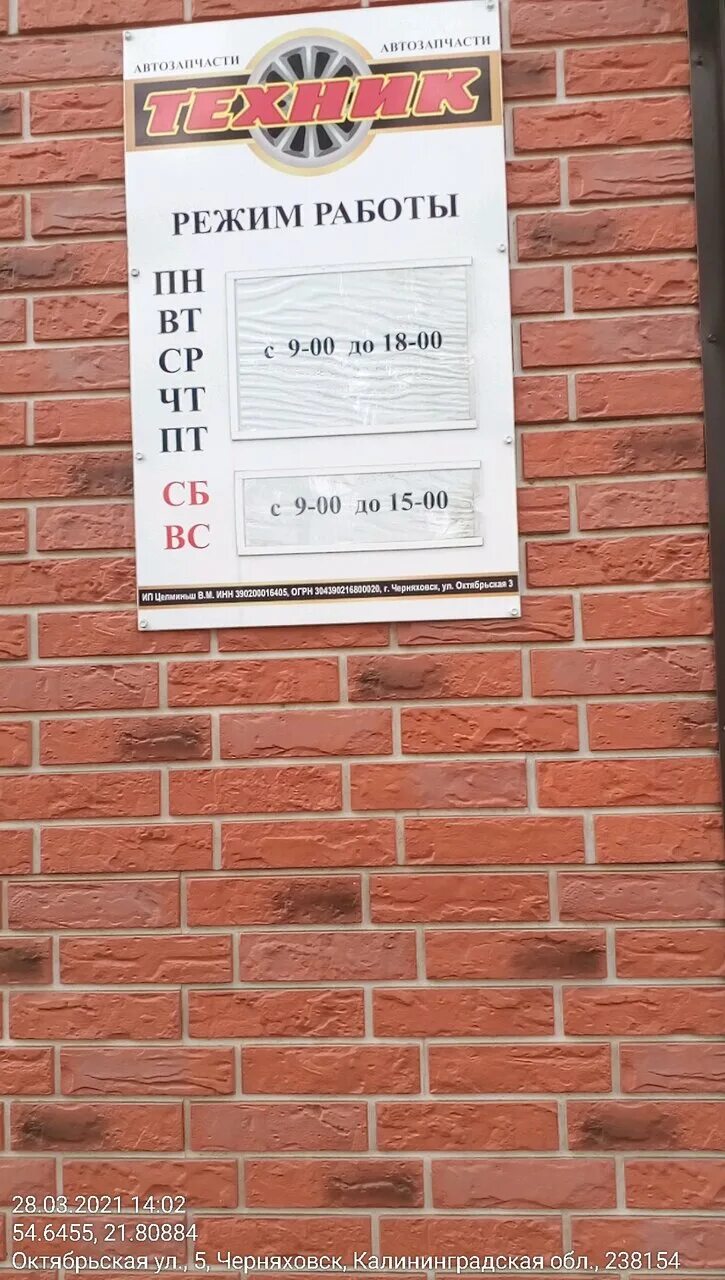 АВТОЗАПЧАСТИ АВТОЗАПЧАСТИ
ТЕХНИК
РЕЖИМ РАБОТЫ
ПН
ВТ
с 9-00 до 18-00
СР
ЧТ
ПТ
СБ
с 9-00 до 15-00
ВС
ИП Целминьш В.М. ИНН 390200016405, ОГРН 304390216800020, г. Черняховск, ул. Октябрьская 3
28.03.2021 14:02
54.6455, 21.80884
Октябрьская ул., 5, Черняховск, Калининградская обл., 238154